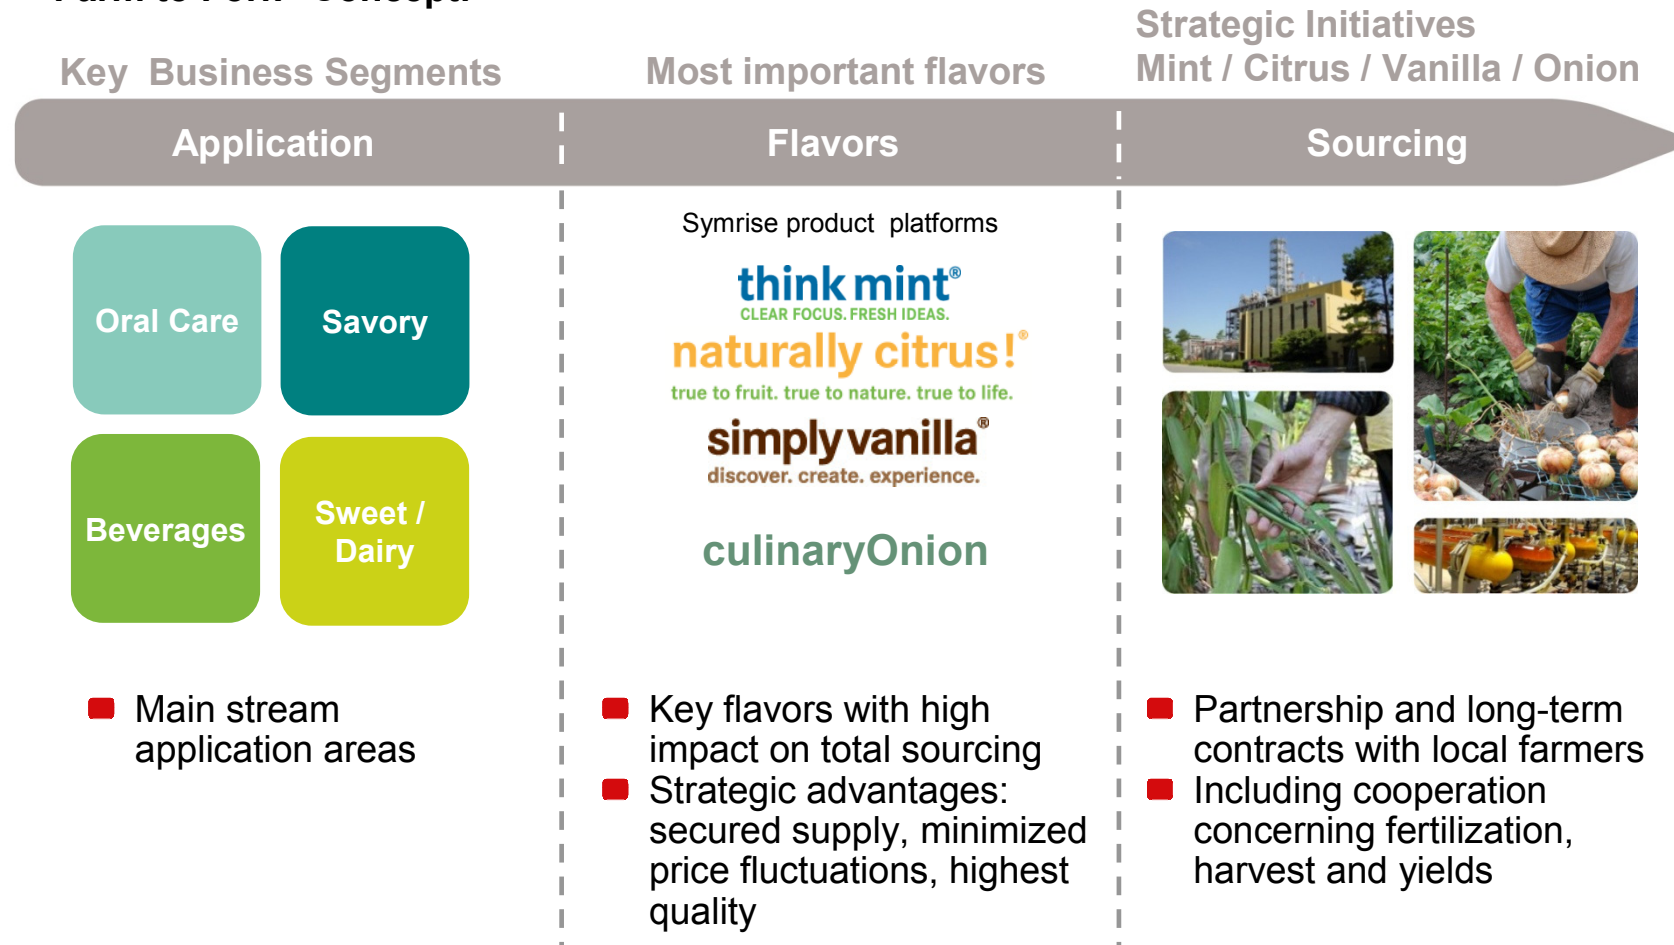 Strategic Initiatives
Key Business Segments
Most important flavors
Mint / Citrus / Vanilla / Onion
Application
Flavors
Sourcing
Oral Care
Savory
Beverages
Sweet /
Dairy
Main stream
application areas
Symrise product platforms
think mint®
CLEAR FOCUS. FRESH IDEAS.
naturally citrus!®
true to fruit. true to nature. true to life.
simply vanilla®
discover. create. experience.
culinaryOnion
Key flavors with high
impact on total sourcing
Strategic advantages:
secured supply, minimized
price fluctuations, highest
quality
Partnership and long-term
contracts with local farmers
Including cooperation
concerning fertilization,
harvest and yields